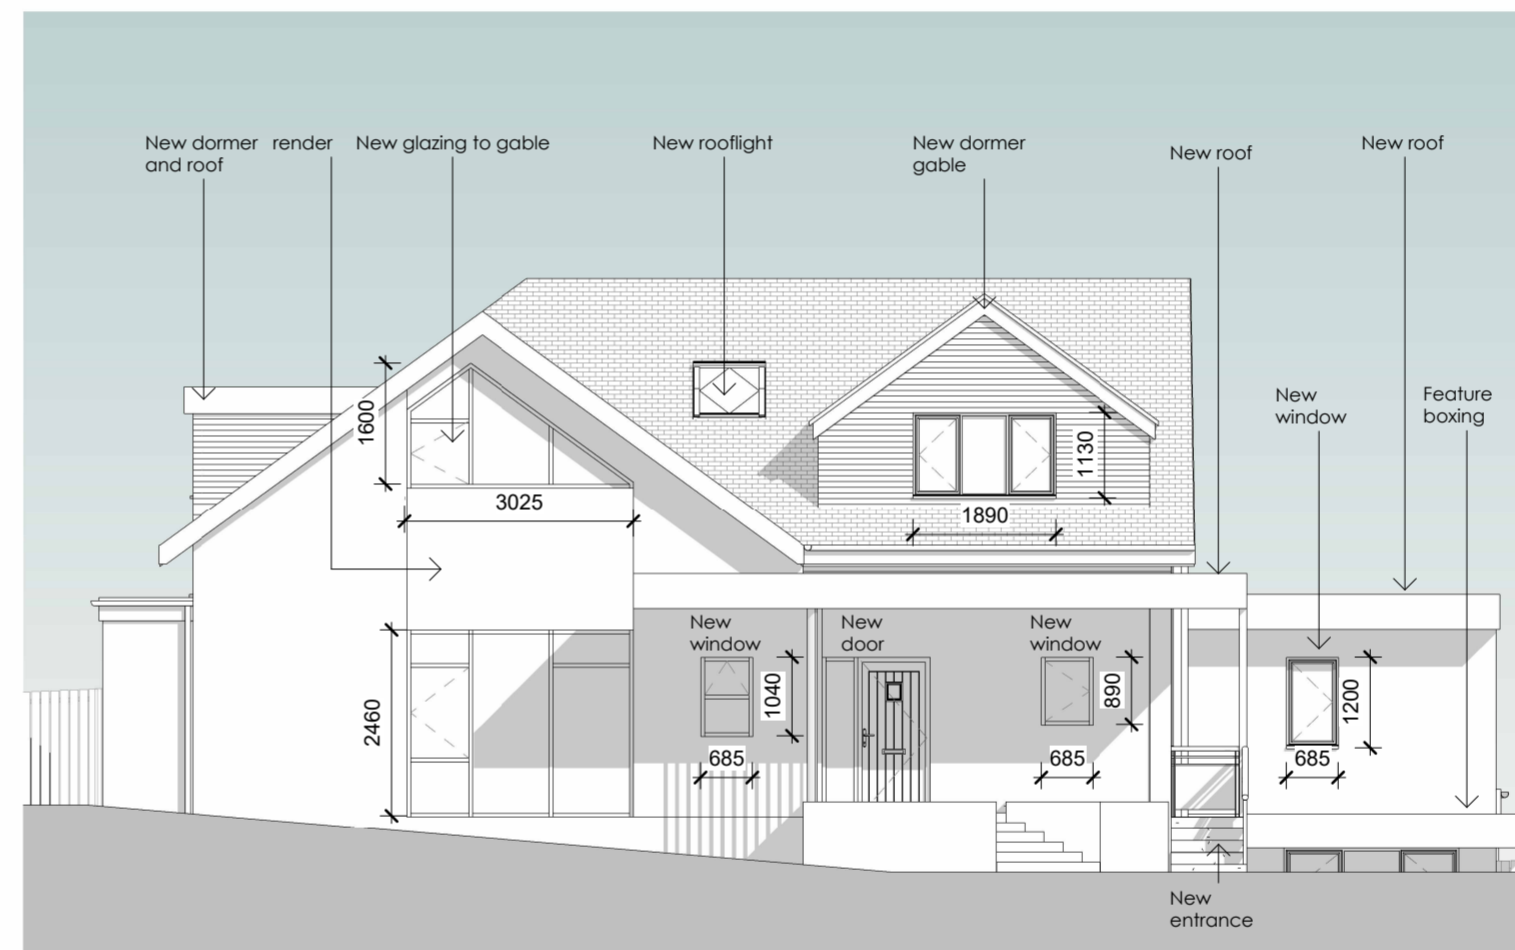 New dormer
and roof
render
New glazing to gable
New rooflight
New dormer
gable
New roof
New roof
New
window
Feature
boxing
1600
3025
1130
1890
2460
New
window
1040
685
New
door
New
window
890
685
1200
685
New
entrance